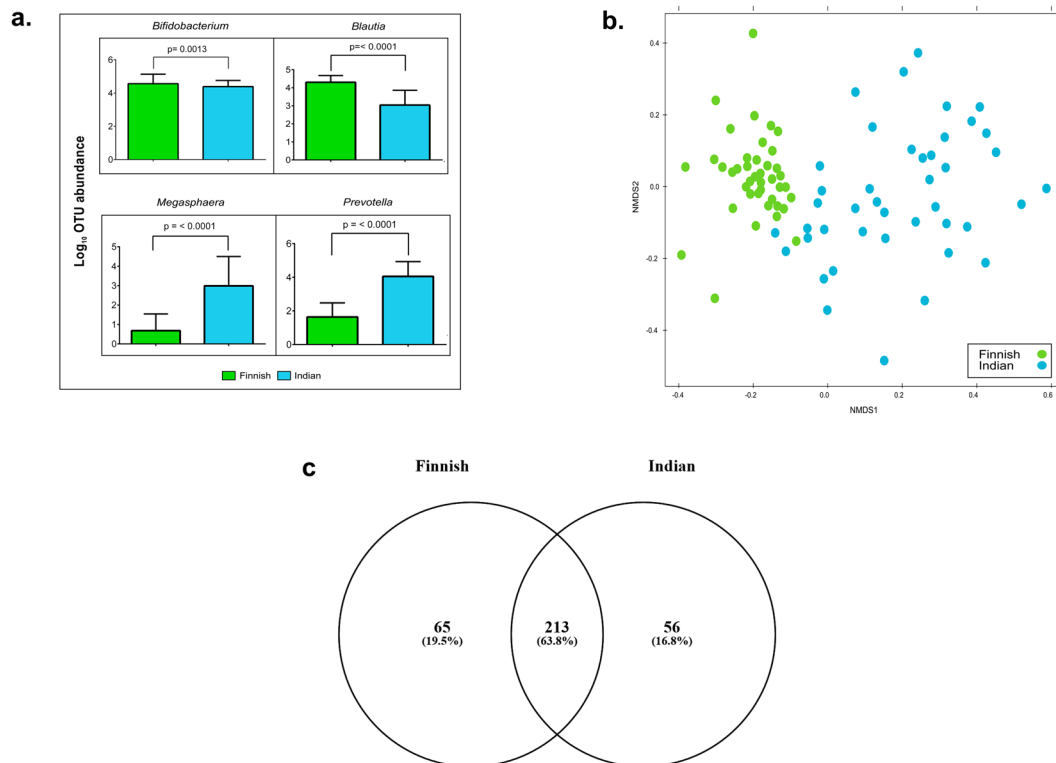 a.
Bifidobacterium
Blautia
p= 0.0013
p=< 0.0001
6
4
2
0
5
4
3
2
1
0
Log10 OTU abundance
Megasphaera
Prevotella
p = < 0.0001
p = < 0.0001
5
4
3
2
1
0
6
4
2
0
Finnish
Indian
b.
0.4
0.2
0.0
-0.2
-0.4
NMDS2
-0.4
-0.2
0.0
0.2
0.4
0.6
NMDS1
Finnish
Indian
c
Finnish
Indian
65
(19.5%)
213
(63.8%)
56
(16.8%)